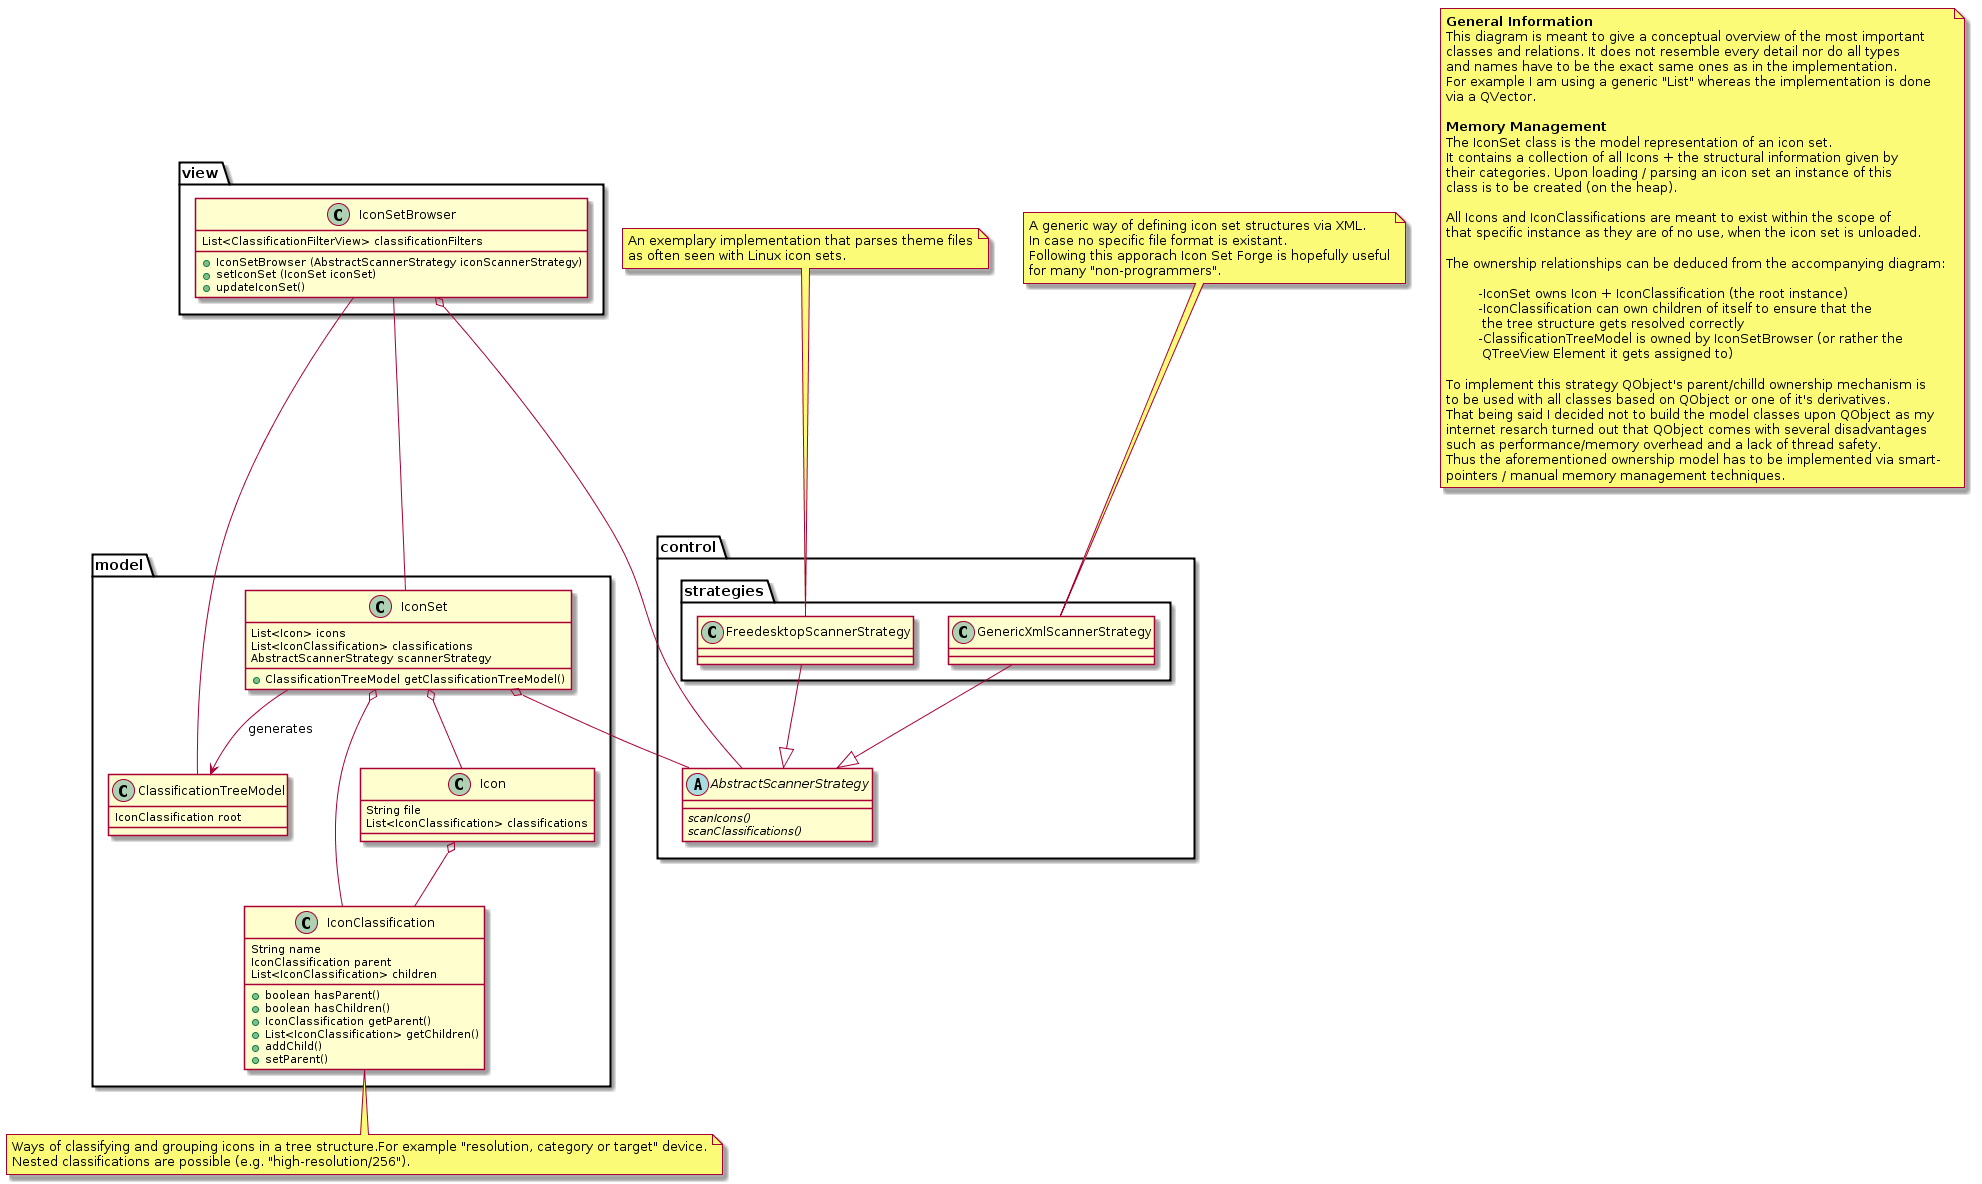 General Information
This diagram is meant to give a conceptual overview of the most important
classes and relations. It does not resemble every detail nor do all types
and names have to be the exact same ones as in the implementation.
For example I am using a generic "List" whereas the implementation is done
via a QVector.
Memory Management
The IconSet class is the model representation of an icon set.
It contains a collection of all Icons + the structural information given by
their categories. Upon loading / parsing an icon set an instance of this
class is to be created (on the heap).
All Icons and IconClassifications are meant to exist within the scope of
that specific instance as they are of no use, when the icon set is unloaded.
The ownership relationships can be deduced from the accompanying diagram:
-IconSet owns Icon + IconClassification (the root instance)
-IconClassification can own children of itself to ensure that the
the tree structure gets resolved correctly
-ClassificationTreeModel is owned by IconSetBrowser (or rather the
QTreeView Element it gets assigned to)
To implement this strategy QObject's parent/chilld ownership mechanism is
to be used with all classes based on QObject or one of it's derivatives.
That being said I decided not to build the model classes upon QObject as my
internet resarch turned out that QObject comes with several disadvantages
such as performance/memory overhead and a lack of thread safety.
Thus the aforementioned ownership model has to be implemented via smart-
pointers / manual memory management techniques.
view
C IconSetBrowser
List<ClassificationFilterView> classificationFilters
IconSetBrowser (AbstractScannerStrategy iconScannerStrategy)
setIconSet (IconSet iconSet)
updateIconSet()
An exemplary implementation that parses theme files
as often seen with Linux icon sets.
A generic way of defining icon set structures via XML.
In case no specific file format is existant.
Following this apporach Icon Set Forge is hopefully useful
for many "non-programmers".
model
C IconSet
List<Icon> icons
List<IconClassification> classifications
AbstractScannerStrategy scannerStrategy
ClassificationTreeModel getClassificationTreeModel()
generates
C ClassificationTreeModel
IconClassification root
C Icon
String file
List<IconClassification> classifications
C IconClassification
String name
IconClassification parent
List<IconClassification> children
boolean hasParent()
boolean hasChildren()
IconClassification getParent()
List<IconClassification> getChildren()
addChild()
setParent()
control
strategies
C FreedesktopScannerStrategy
C GenericXmlScannerStrategy
A AbstractScannerStrategy
scanIcons()
scanClassifications()
Ways of classifying and grouping icons in a tree structure.For example "resolution, category or target" device.
Nested classifications are possible (e.g. "high-resolution/256").